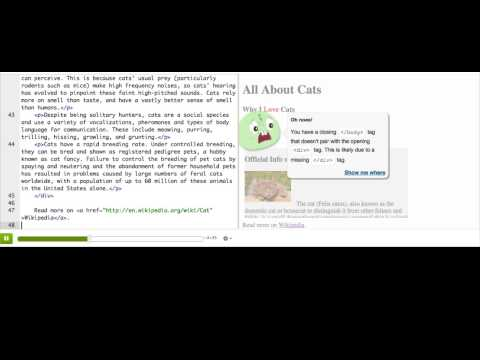 can perceive. This is because cats' usual prey (particularly
rodents such as mice) make high frequency noises, so cats' hearing
has evolved to pinpoint these faint high-pitched sounds. Cats rely
more on smell than taste, and have a vastly better sense of smell
than humans.</p>
43 <p>Despite being solitary hunters, cats are a social species
and use a variety of vocalizations, pheromones and types of body
language for communication. These include meowing, purring,
trilling, hissing, growling, and grunting.</p>
44 <p>Cats have a rapid breeding rate. Under controlled breeding,
they can be bred and shown as registered pedigree pets, a hobby
known as cat fancy. Failure to control the breeding of pet cats by
spaying and neutering and the abandonment of former household pets
has resulted in problems caused by large numbers of feral cats
worldwide, with a population of up to 60 million of these animals
in the United States alone.</p>
45 </div>
46
47 Read more on <a href="http://en.wikipedia.org/wiki/Cat"
>Wikipedia</a>.
48
All About Cats
Why I Love Cats
Oh noes!
You have a closing </body> tag
that doesn't pair with the opening
<div> tag. This is likely due to a
missing </div> tag.
Show me where
Official Info
The cat (Felis catus), also known as the
domestic cat or housecat to distinguish it from other felines and
Read more on Wikipedia.